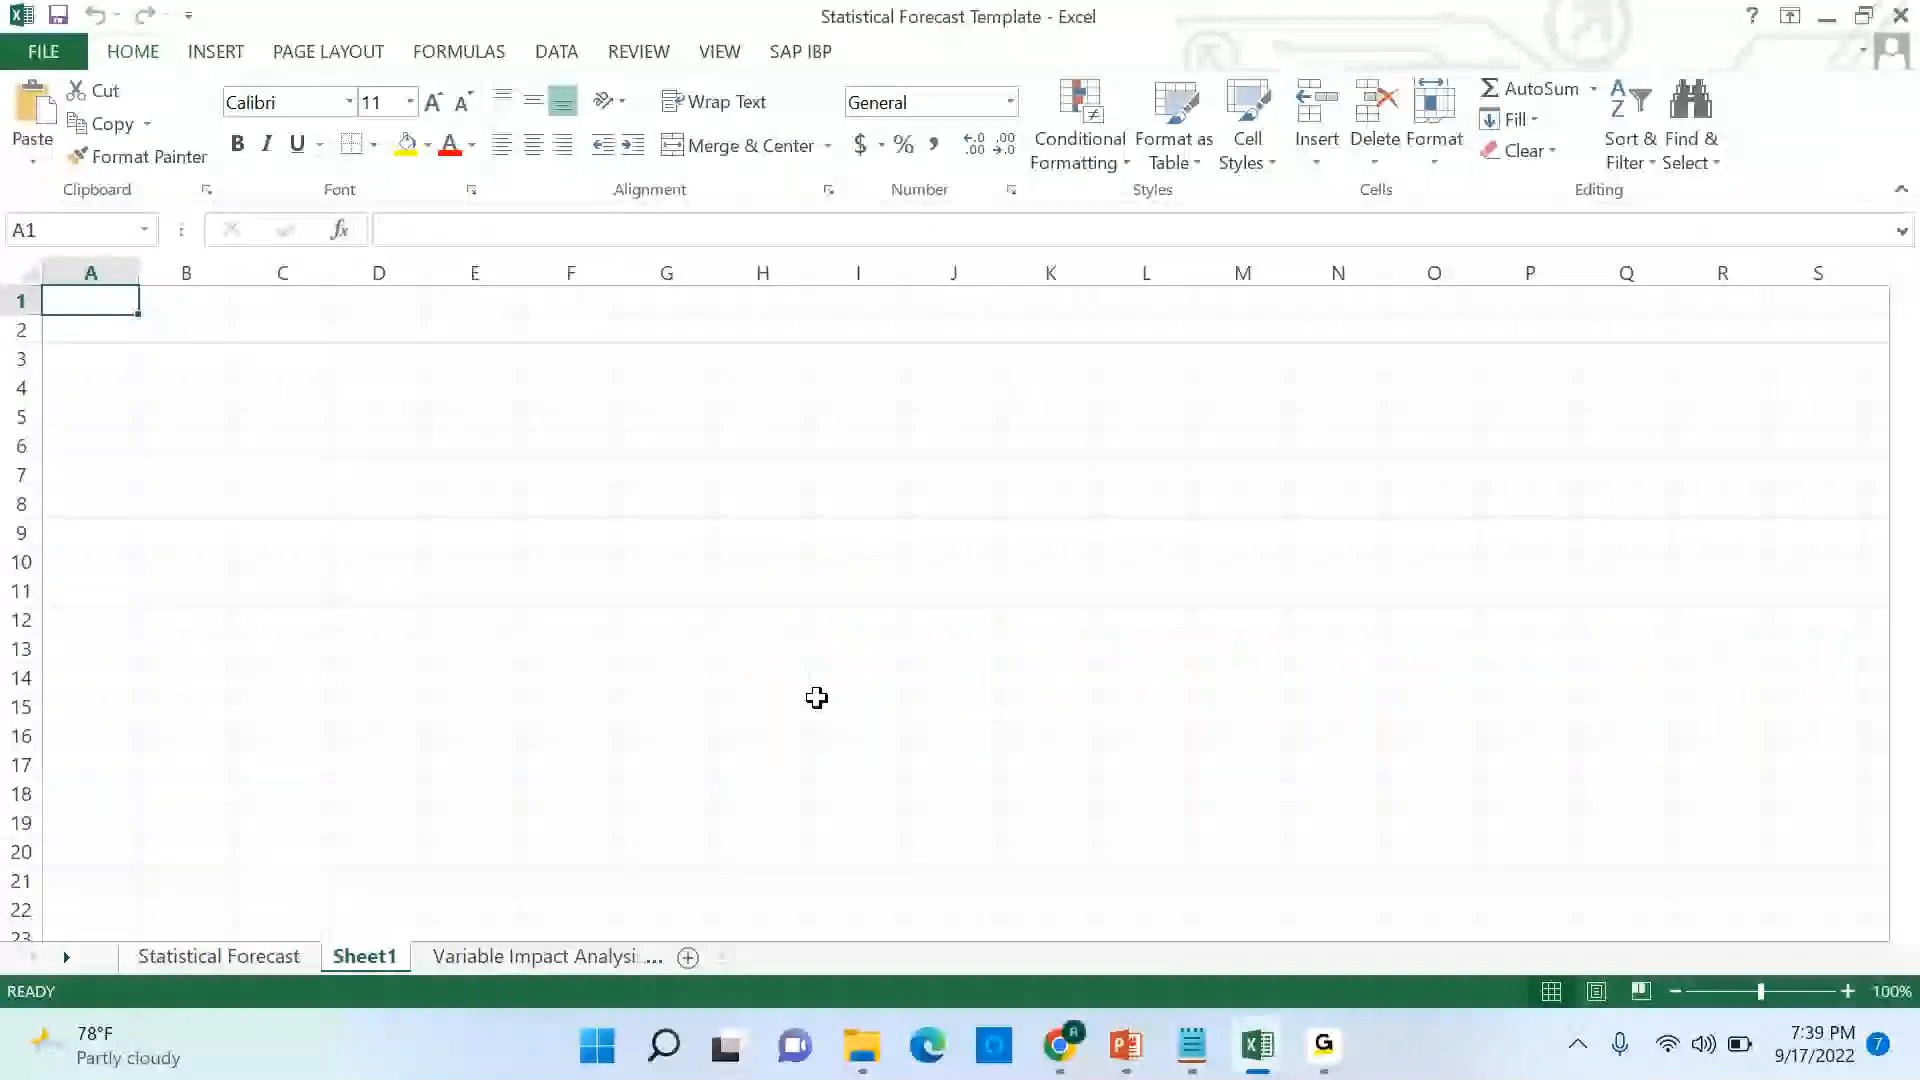 Statistical Forecast Template - Excel
FILE HOME INSERT PAGE LAYOUT FORMULAS DATA REVIEW VIEW SAP IBP
Paste
Cut
Copy
Format Painter
Clipboard
Calibri 11
B I U
Font
Wrap Text
Merge & Center
Alignment
General
$ % ,
Number
Conditional Formatting
Format as Table
Cell Styles
Styles
Insert Delete Format
Cells
AutoSum
Fill
Clear
Sort & Filter
Find & Select
Editing
A1
fx
A B C D E F G H I J K L M N O P Q R S
1
2
3
4
5
6
7
8
9
10
11
12
13
14
15
16
17
18
19
20
21
22
23
Statistical Forecast Sheet1 Variable Impact Analysi ...
READY
100%
78°F
Partly cloudy
7:39 PM
9/17/2022
7